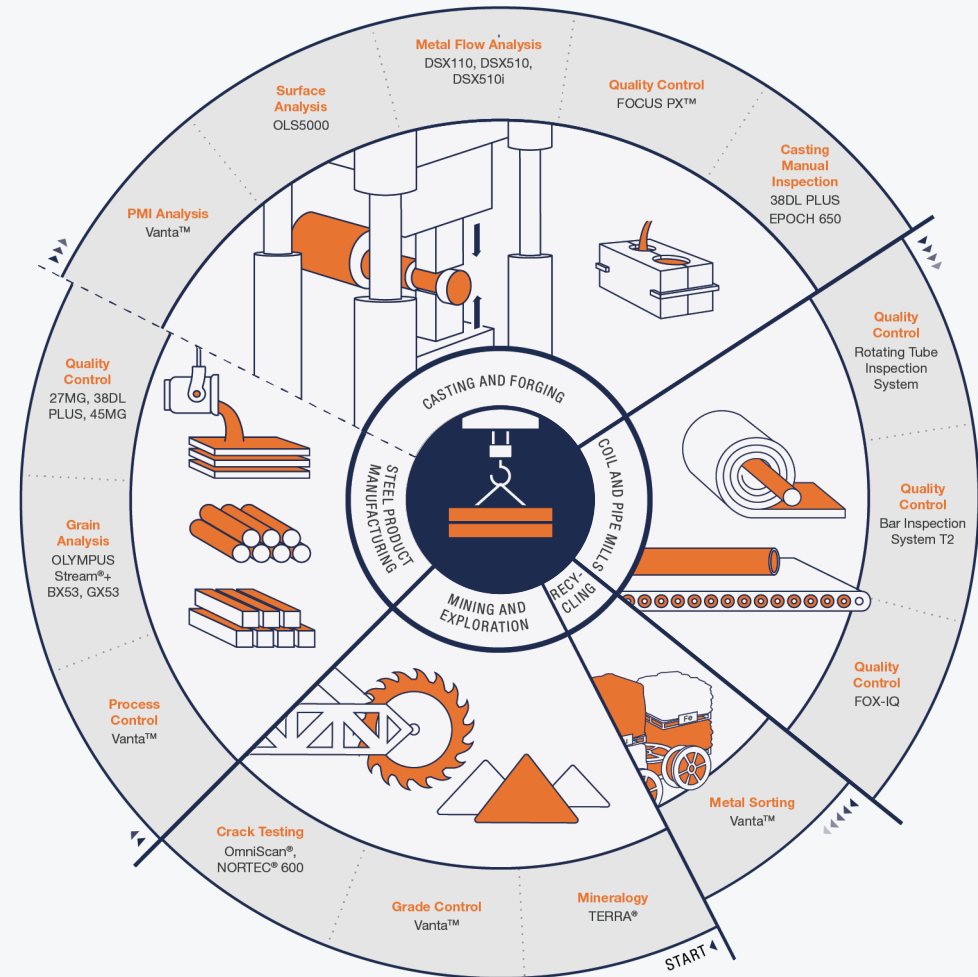 Metal Flow Analysis
DSX110, DSX510,
DSX510i
Quality Control
FOCUS PX™
Casting
Manual
Inspection
38DL PLUS
EPOCH 650
Quality
Control
Rotating Tube
Inspection
System
Quality
Control
Bar Inspection
System T2
Quality
Control
FOX-IQ
Metal Sorting
Vanta™
START
Mineralogy
TERRA®
Grade Control
Vanta™
Crack Testing
OmniScan®,
NORTEC® 600
Process
Control
Vanta™
Grain
Analysis
OLYMPUS
Stream®+
BX53, GX53
Quality
Control
27MG, 38DL
PLUS, 45MG
PMI Analysis
Vanta™
Surface
Analysis
OLS5000
CASTING AND FORGING
COIL AND PIPE MILLS
RECY-
CLING
MINING AND
EXPLORATION
STEEL PRODUCT
MANUFACTURING
Fe